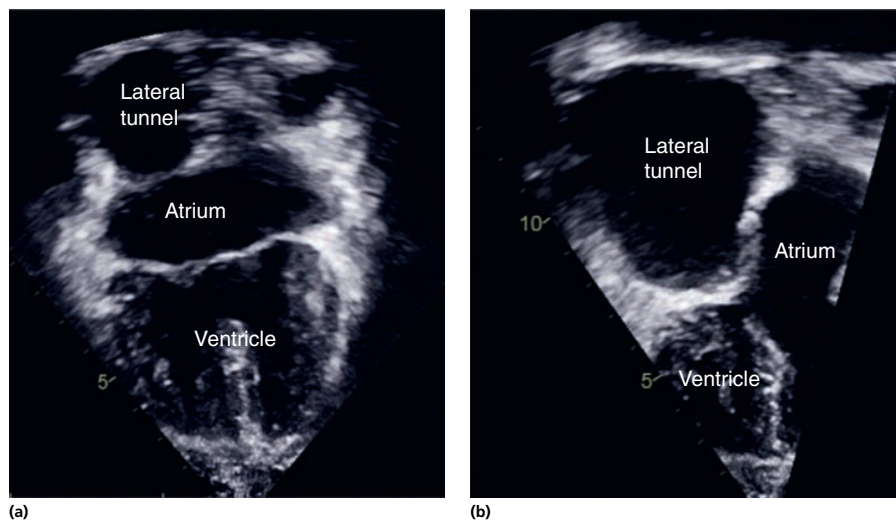 Lateral
tunnel
Atrium
Ventricle
5
(a)
Lateral
tunnel
10
Atrium
5
Ventricle
(b)